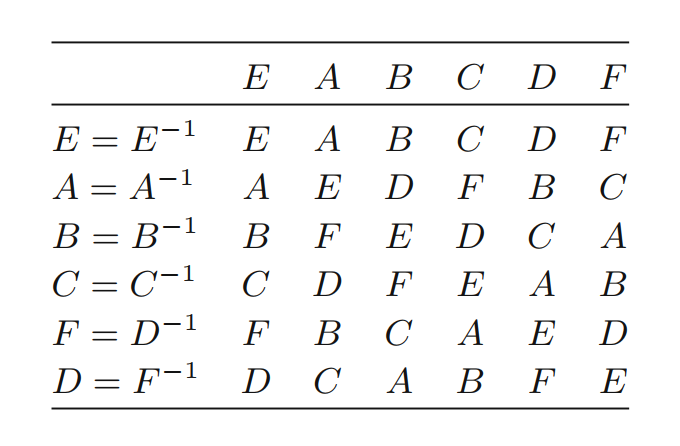 E A B C D F
E = E⁻¹ E A B C D F
A = A⁻¹ A E D F B C
B = B⁻¹ B F E D C A
C = C⁻¹ C D F E A B
F = D⁻¹ F B C A E D
D = F⁻¹ D C A B F E